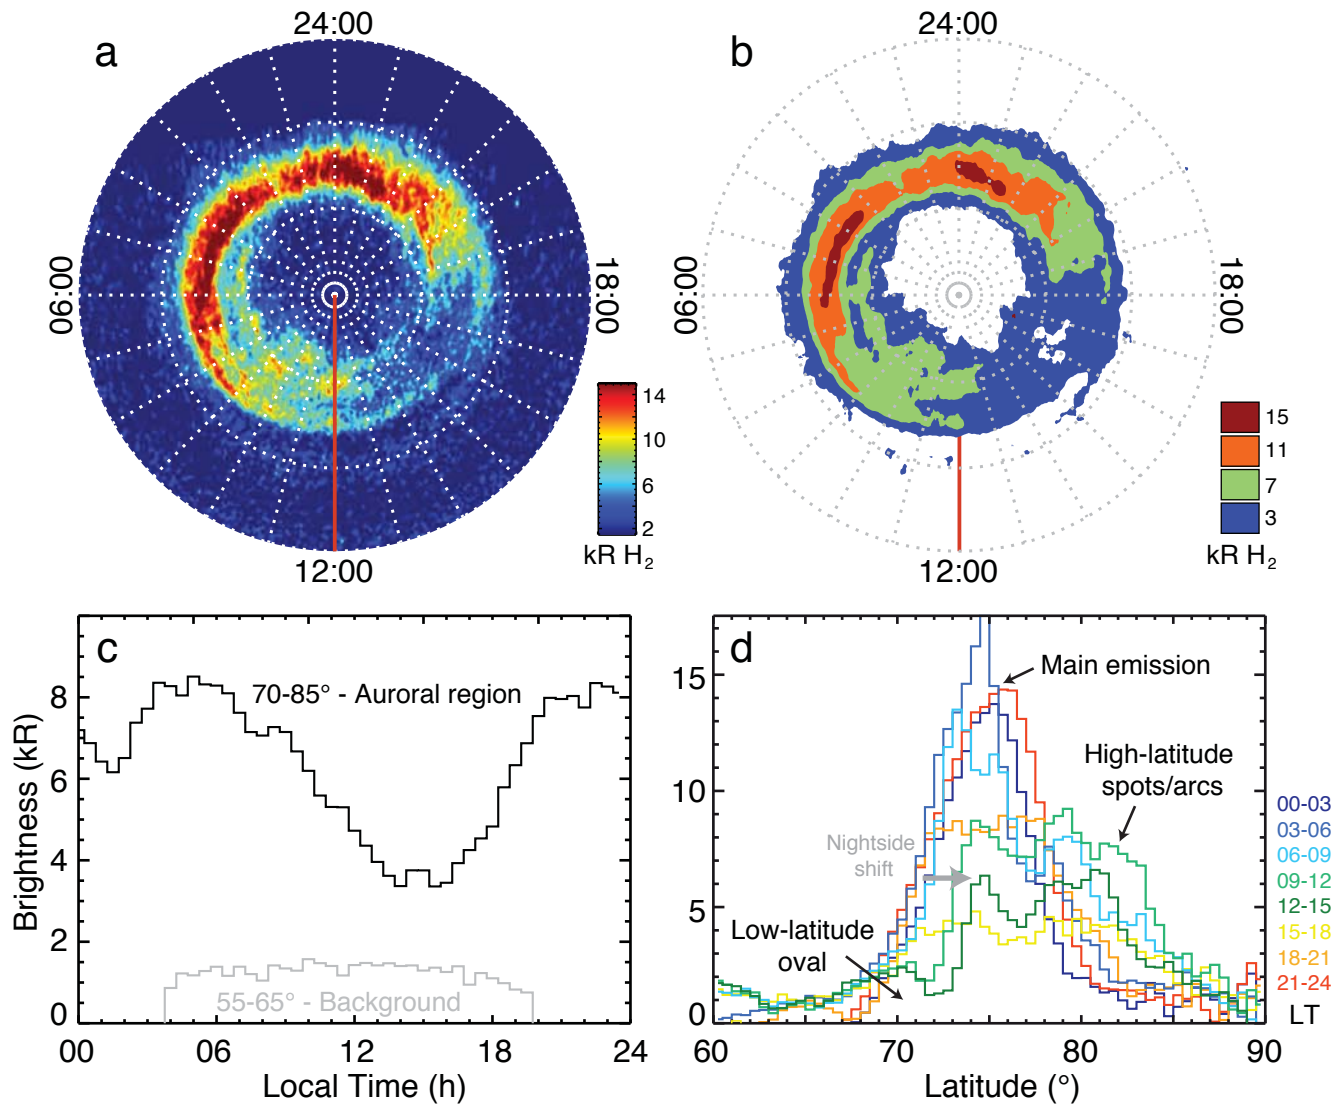 a
24:00
06:00
18:00
12:00
14
10
6
2
kR H2
b
24:00
06:00
18:00
12:00
15
11
7
3
kR H2
c
70-85° - Auroral region
55-65° - Background
Brightness (kR)
8
6
4
2
0
00
06
12
18
24
Local Time (h)
d
Main emission
High-latitude
spots/arcs
Nightside
shift
Low-latitude
oval
15
10
5
0
60
70
80
90
Latitude (°)
00-03
03-06
06-09
09-12
12-15
15-18
18-21
21-24
LT